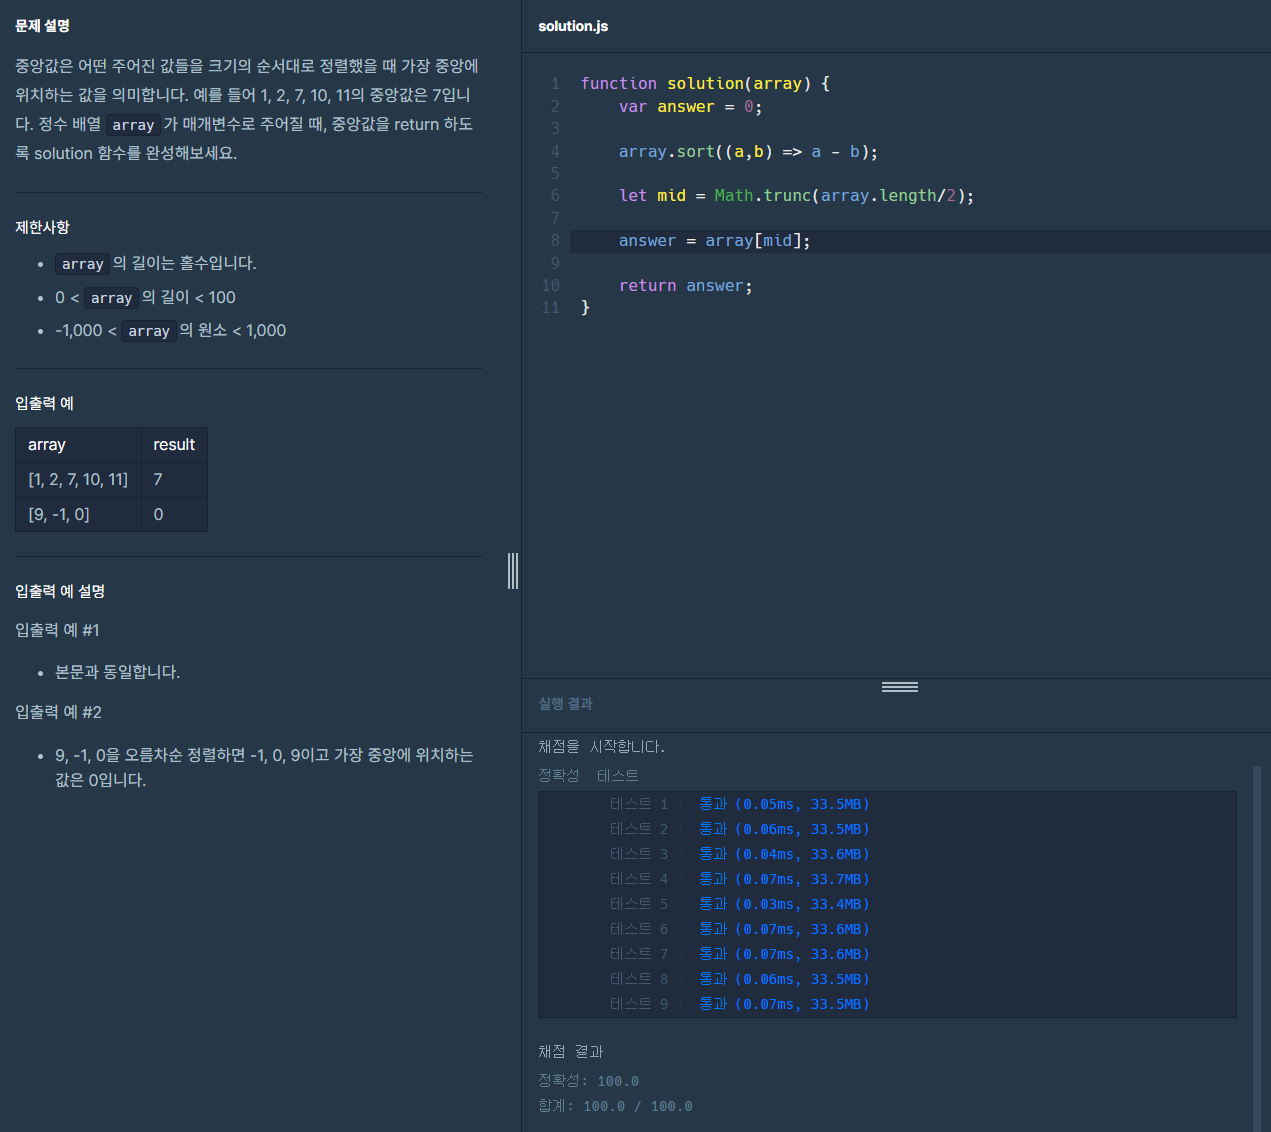 문제 설명
중앙값은 어떤 주어진 값들을 크기의 순서대로 정렬했을 때 가장 중앙에
위치하는 값을 의미합니다. 예를 들어 1, 2, 7, 10, 11의 중앙값은 7입니
다. 정수 배열 array 가 매개변수로 주어질 때, 중앙값을 return 하도
록 solution 함수를 완성해보세요.
제한사항
• array 의 길이는 홀수입니다.
• 0 < array 의 길이 < 100
• -1,000 < array 의 원소 < 1,000
입출력 예
array result
[1, 2, 7, 10, 11] 7
[9, -1, 0] 0
입출력 예 설명
입출력 예 #1
• 본문과 동일합니다.
입출력 예 #2
• 9, -1, 0을 오름차순 정렬하면 -1, 0, 9이고 가장 중앙에 위치하는
값은 0입니다.
solution.js
1 function solution(array) {
2     var answer = 0;
3
4     array.sort((a,b) => a - b);
5
6     let mid = Math.trunc(array.length/2);
7
8     answer = array[mid];
9
10     return answer;
11 }
실행 결과
채점을 시작합니다.
정확성 테스트
테스트 1 〉 통과 (0.05ms, 33.5MB)
테스트 2 〉 통과 (0.06ms, 33.5MB)
테스트 3 〉 통과 (0.04ms, 33.6MB)
테스트 4 〉 통과 (0.07ms, 33.7MB)
테스트 5 〉 통과 (0.03ms, 33.4MB)
테스트 6 〉 통과 (0.07ms, 33.6MB)
테스트 7 〉 통과 (0.07ms, 33.6MB)
테스트 8 〉 통과 (0.06ms, 33.5MB)
테스트 9 〉 통과 (0.07ms, 33.5MB)
채점 결과
정확성: 100.0
합계: 100.0 / 100.0